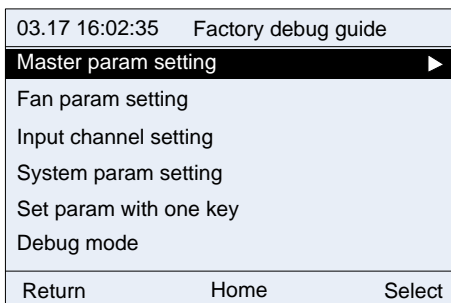 03.17 16:02:35 Factory debug guide
Master param setting
Fan param setting
Input channel setting
System param setting
Set param with one key
Debug mode
Return Home Select